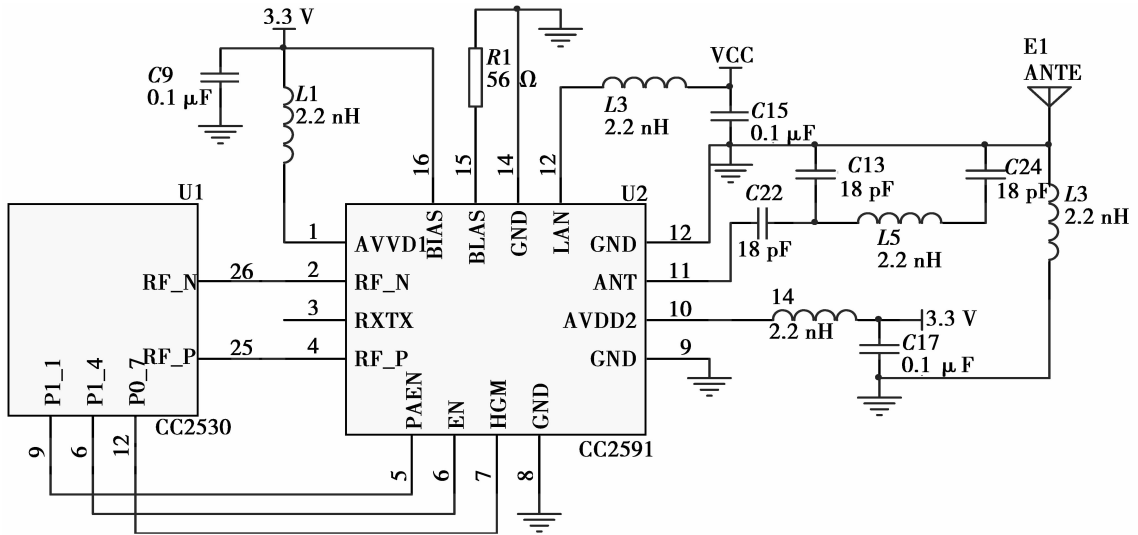 3.3 V
C9
0.1 μF
L1
2.2 nH
16
R1
56 Ω
15
14
12
L3
2.2 nH
VCC
C15
0.1 μF
E1
ANTE
C13
18 pF
C24
18 pF
L3
2.2 nH
C22
18 pF
L5
2.2 nH
U1
RF_N
RF_P
P1_1
P1_4
P0_7
CC2530
26
25
9
6
12
U2
1
2
3
4
AVVD1
RF_N
RXTX
RF_P
BIAS
BLAS
GND
LAN
GND
ANT
AVDD2
GND
12
11
10
9
PAEN
EN
HGM
GND
CC2591
5
6
7
8
14
2.2 nH
3.3 V
C17
0.1 μF